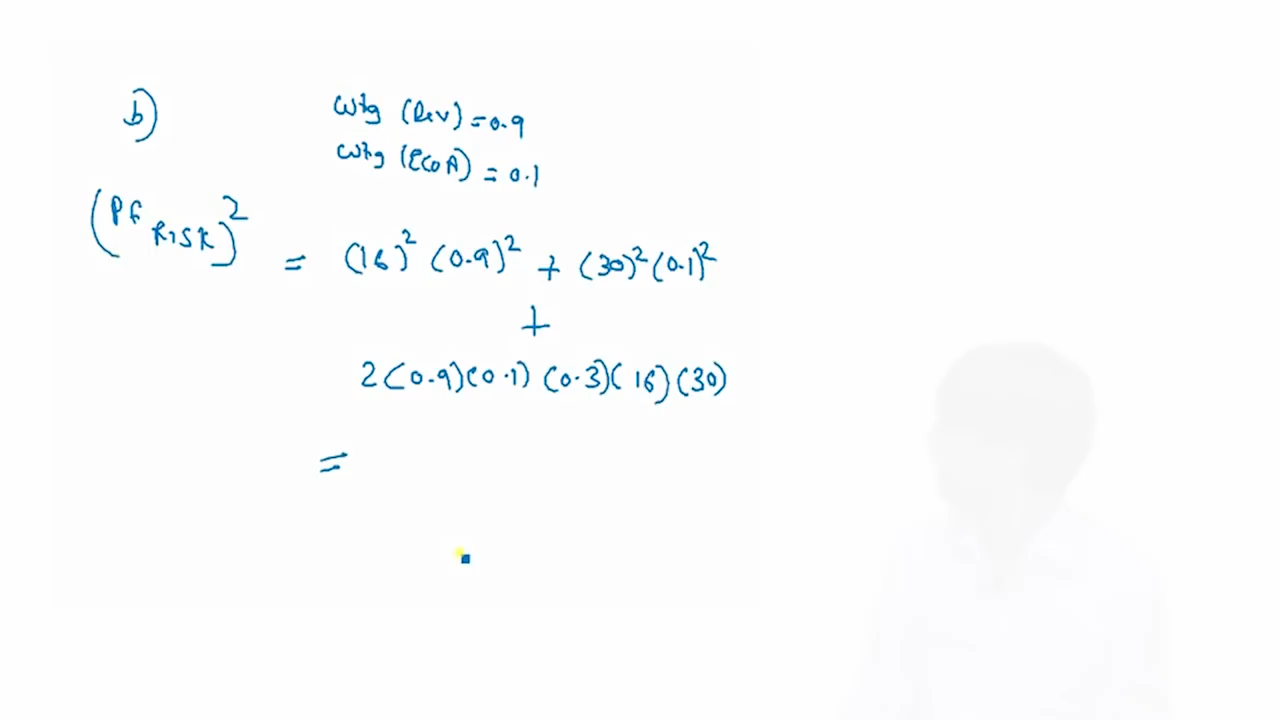 b)
wtg (Rev) = 0.9
wtg (ECOA) = 0.1
(Pf RISK)² = (16)² (0.9)² + (30)² (0.1)²
+
2(0.9)(0.1) (0.3)(16)(30)
=